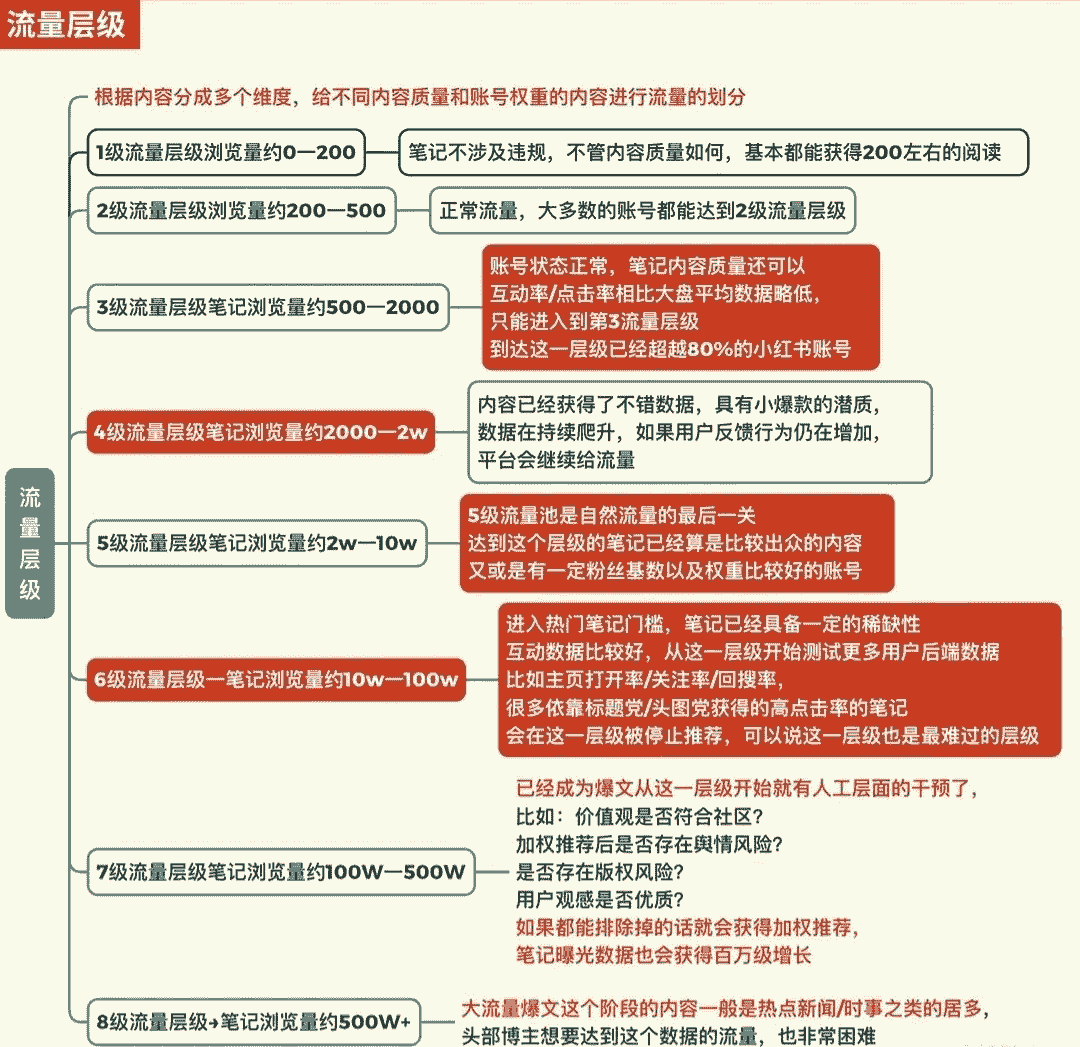 流量层级
根据内容分成多个维度，给不同内容质量和账号权重的内容进行流量的划分
1级流量层级浏览量约0—200
笔记不涉及违规，不管内容质量如何，基本都能获得200左右的阅读
2级流量层级浏览量约200—500
正常流量，大多数的账号都能达到2级流量层级
3级流量层级笔记浏览量约500—2000
账号状态正常，笔记内容质量还可以
互动率/点击率相比大盘平均数据略低，
只能进入到第3流量层级
到达这一层级已经超越80%的小红书账号
4级流量层级笔记浏览量约2000—2w
内容已经获得了不错数据，具有小爆款的潜质，
数据在持续爬升，如果用户反馈行为仍在增加，
平台会继续给流量
流量层级
5级流量层级笔记浏览量约2w—10w
5级流量池是自然流量的最后一关
达到这个层级的笔记已经算是比较出众的内容
又或是有一定粉丝基数以及权重比较好的账号
6级流量层级—笔记浏览量约10w—100w
进入热门笔记门槛，笔记已经具备一定的稀缺性
互动数据比较好，从这一层级开始测试更多用户后端数据
比如主页打开率/关注率/回搜率，
很多依靠标题党/头图党获得的高点击率的笔记
会在这一层级被停止推荐，可以说这一层级也是最难过的层级
7级流量层级笔记浏览量约100W—500W
已经成为爆文从这一层级开始就有人工层面的干预了，
比如：价值观是否符合社区？
加权推荐后是否存在舆情风险？
是否存在版权风险？
用户观感是否优质？
如果都能排除掉的话就会获得加权推荐，
笔记曝光数据也会获得百万级增长
8级流量层级→笔记浏览量约500W+
大流量爆文这个阶段的内容一般是热点新闻/时事之类的居多，
头部博主想要达到这个数据的流量，也非常困难